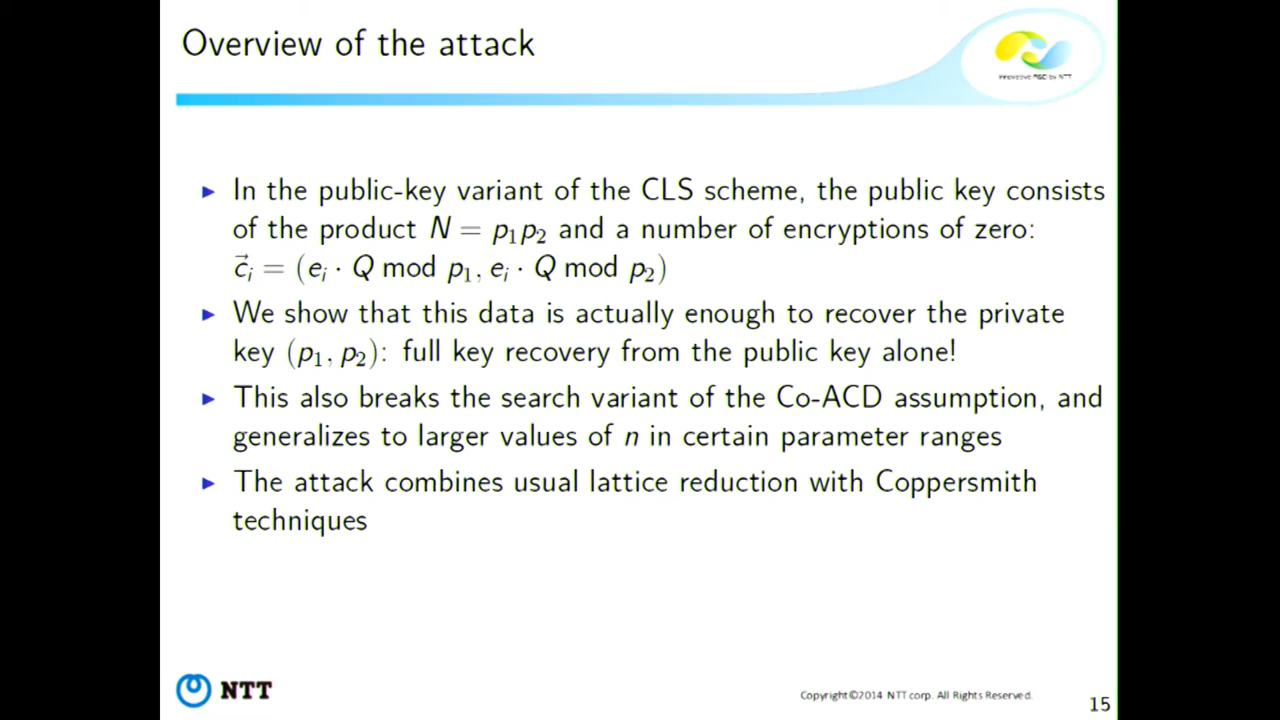 Overview of the attack
Innovative R&D by NTT
▶ In the public-key variant of the CLS scheme, the public key consists
of the product N = p₁p₂ and a number of encryptions of zero:
c⃗ᵢ = (eᵢ · Q mod p₁, eᵢ · Q mod p₂)
▶ We show that this data is actually enough to recover the private
key (p₁, p₂): full key recovery from the public key alone!
▶ This also breaks the search variant of the Co-ACD assumption, and
generalizes to larger values of n in certain parameter ranges
▶ The attack combines usual lattice reduction with Coppersmith
techniques
NTT
Copyright©2014 NTT corp. All Rights Reserved.
15